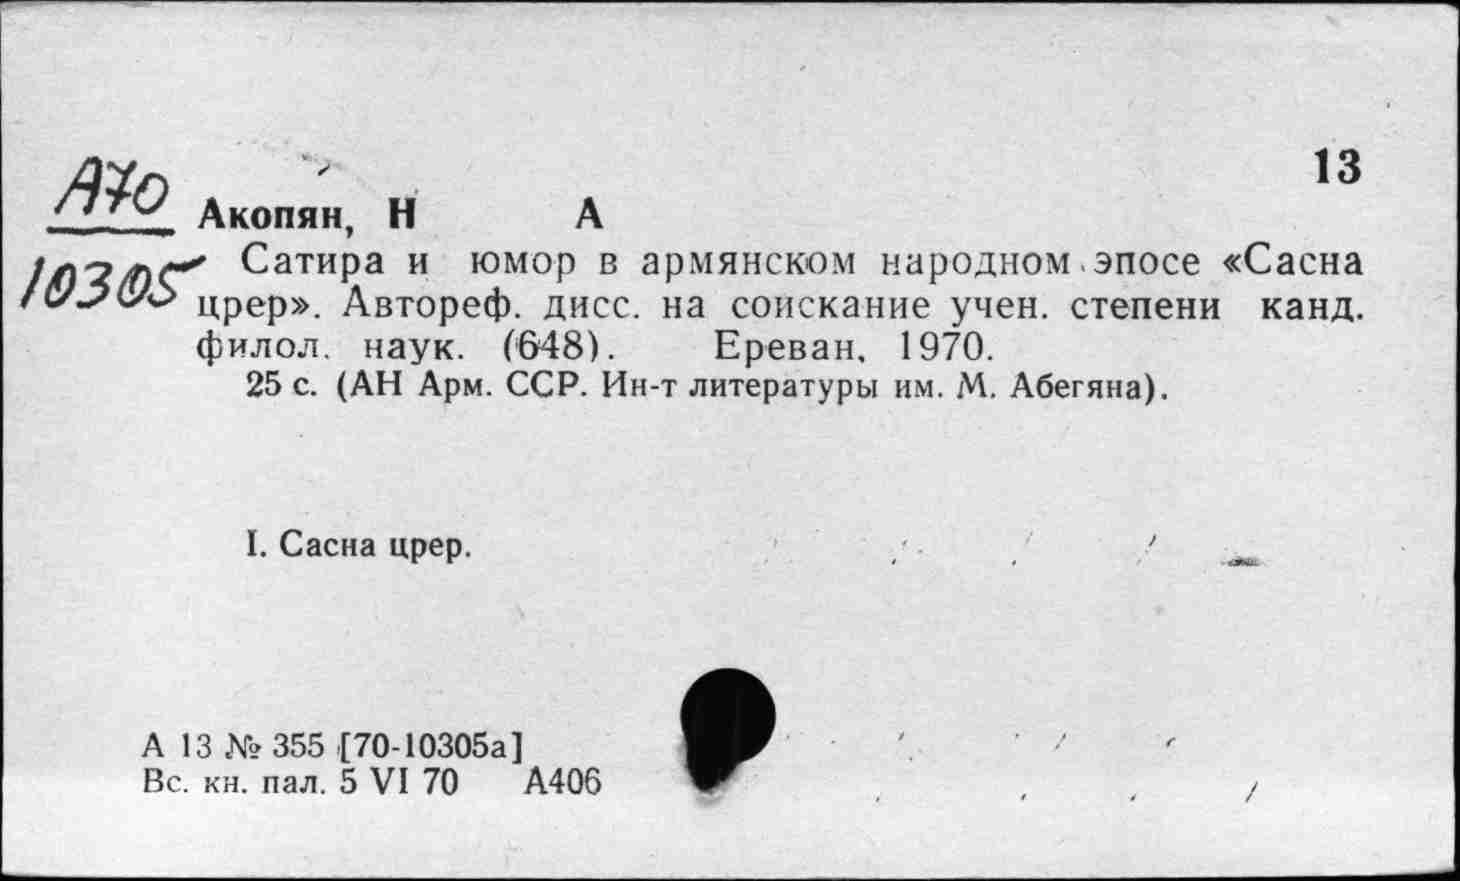 13
А70
10305
Акопян, Н А
Сатира и юмор в армянском народном эпосе «Сасна
црер». Автореф. дисс. на соискание учен. степени канд.
филол. наук. (648). Ереван, 1970.
25 с. (АН Арм. ССР. Ин-т литературы им. М. Абегяна).
I. Сасна црер.
А 13 № 355 [70-10305а]
Вс. кн. пал. 5 VI 70 А406